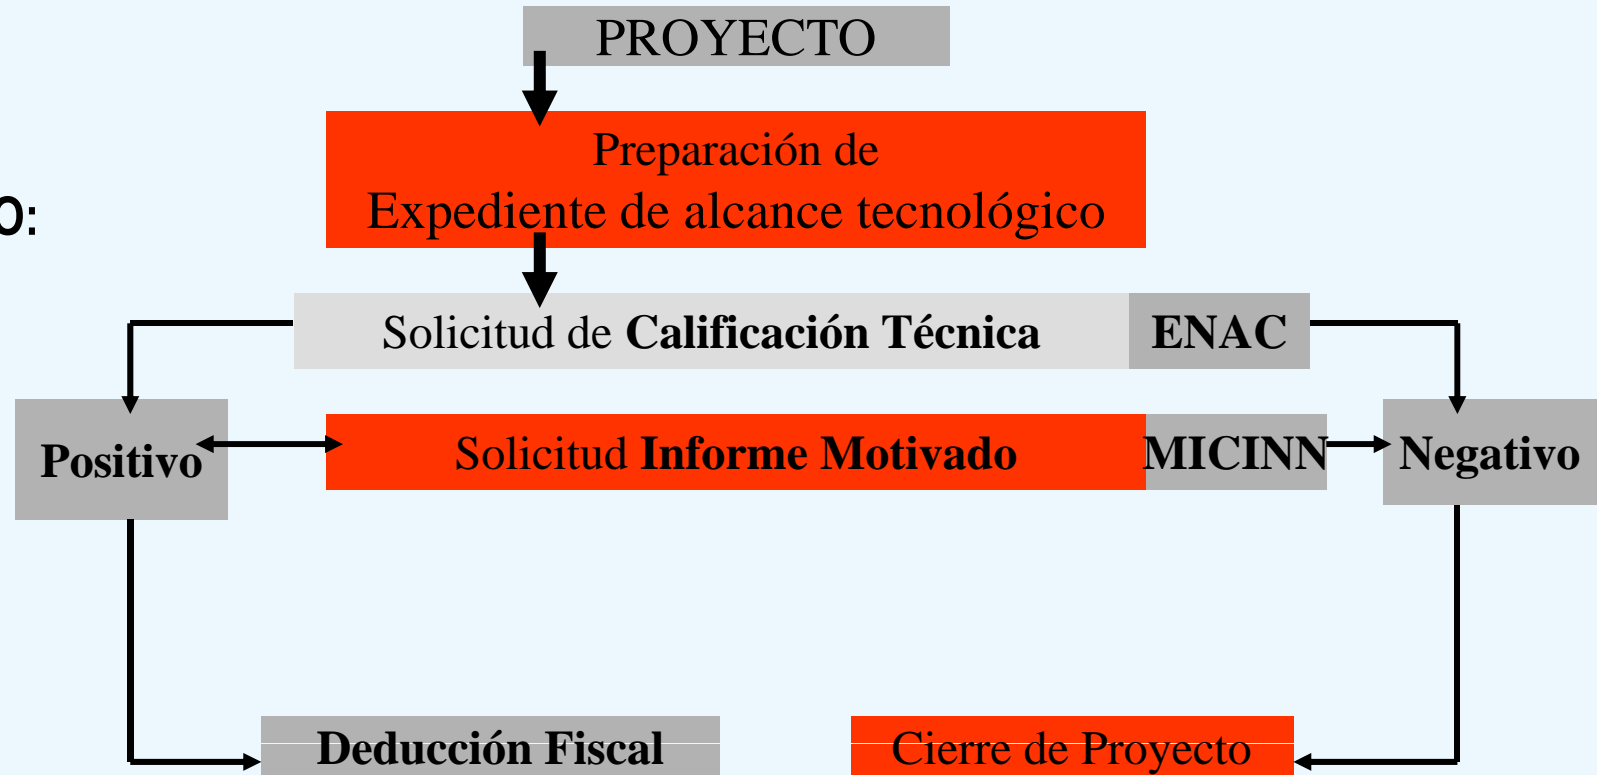 PROYECTO
Preparación de
Expediente de alcance tecnológico
O:
Solicitud de Calificación Técnica ENAC
Positivo Solicitud Informe Motivado MICINN Negativo
Deducción Fiscal Cierre de Proyecto